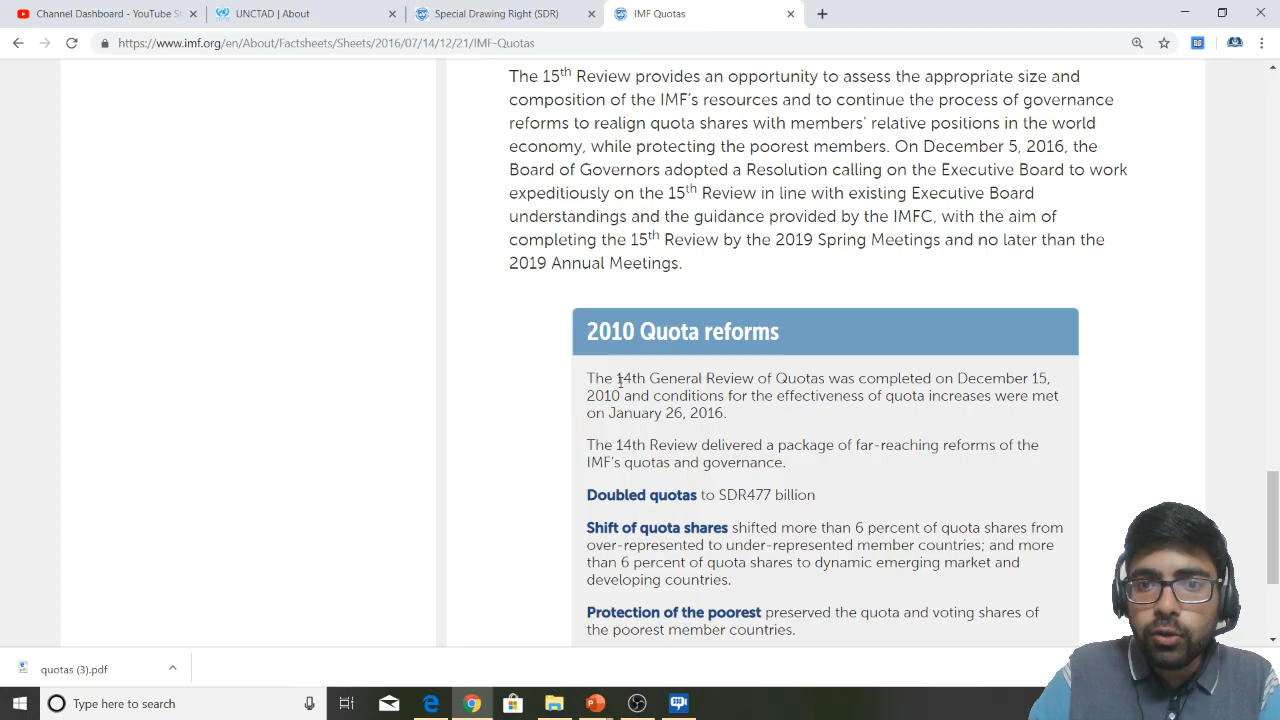 Channel Dashboard - YouTube St
UNCTAD | About
Special Drawing Right (SDR)
IMF Quotas
https://www.imf.org/en/About/Factsheets/Sheets/2016/07/14/12/21/IMF-Quotas
The 15th Review provides an opportunity to assess the appropriate size and
composition of the IMF's resources and to continue the process of governance
reforms to realign quota shares with members' relative positions in the world
economy, while protecting the poorest members. On December 5, 2016, the
Board of Governors adopted a Resolution calling on the Executive Board to work
expeditiously on the 15th Review in line with existing Executive Board
understandings and the guidance provided by the IMFC, with the aim of
completing the 15th Review by the 2019 Spring Meetings and no later than the
2019 Annual Meetings.
2010 Quota reforms
The 14th General Review of Quotas was completed on December 15,
2010 and conditions for the effectiveness of quota increases were met
on January 26, 2016.
The 14th Review delivered a package of far-reaching reforms of the
IMF's quotas and governance.
Doubled quotas to SDR477 billion
Shift of quota shares shifted more than 6 percent of quota shares from
over-represented to under-represented member countries; and more
than 6 percent of quota shares to dynamic emerging market and
developing countries.
Protection of the poorest preserved the quota and voting shares of
the poorest member countries.
quotas (3).pdf
Type here to search